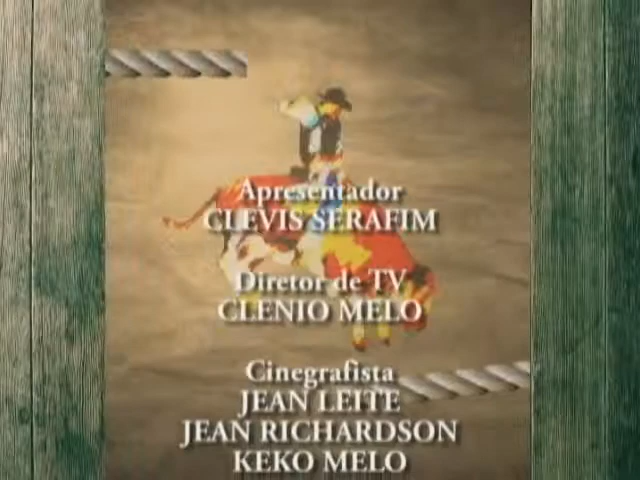 Apresentador
CLEVIS SERAFIM
Diretor de TV
CLENIO MELO
Cinegrafista
JEAN LEITE
JEAN RICHARDSON
KEKO MELO